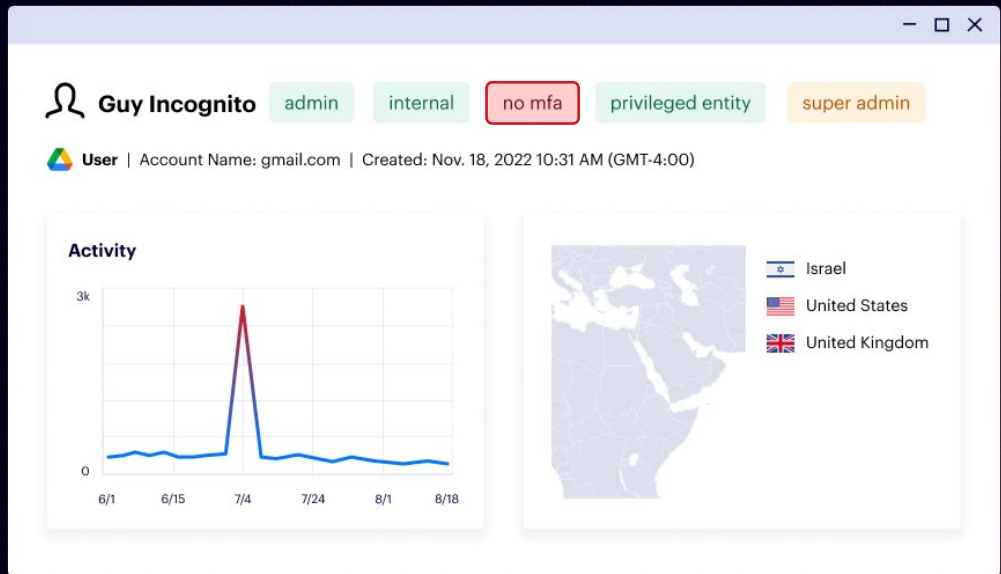 Guy Incognito admin internal no mfa privileged entity super admin
User | Account Name: gmail.com | Created: Nov. 18, 2022 10:31 AM (GMT-4:00)
Activity
3k
0
6/1 6/15 7/4 7/24 8/1 8/18
Israel
United States
United Kingdom